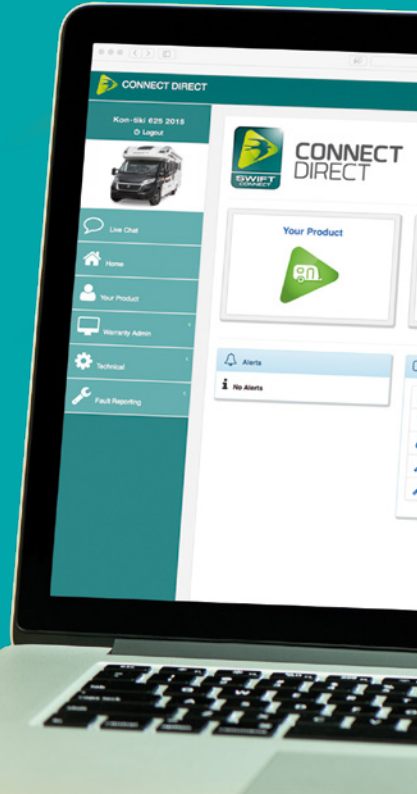 CONNECT DIRECT
Kon-tiki 625 2015
Logout
Live Chat
Home
Your Product
Warranty Admin
Technical
Fault Reporting
SWIFT
CONNECT
CONNECT
DIRECT
Your Product
Alerts
No Alerts